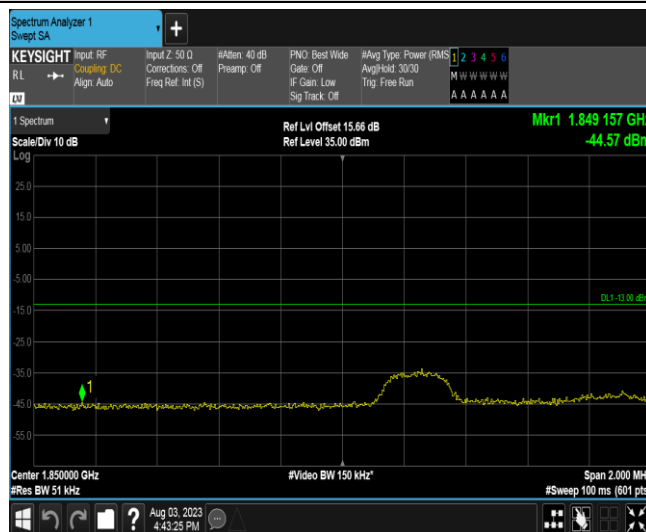 Spectrum Analyzer 1
Swept SA
+
KEYSIGHT Input: RF Input Z: 50 Ω #Atten: 40 dB PNO: Best Wide #Avg Type: Power (RMS 1 2 3 4 5 6
RL Coupling: DC Corrections: Off Preamp: Off Gate: Off Avg|Hold: 30/30 M W W W W W
Align: Auto Freq Ref: Int (S) IF Gain: Low Trig: Free Run
Sig Track: Off A A A A A A
LXI
1 Spectrum Ref Lvl Offset 15.66 dB Mkr1 1.849 157 GHz
Scale/Div 10 dB Ref Level 35.00 dBm -44.57 dBm
Log
25.0
15.0
5.00
-5.00
DL1 -13.00 dBm
-15.0
-25.0
-35.0
1
-45.0
-55.0
Center 1.850000 GHz #Video BW 150 kHz* Span 2.000 MHz
#Res BW 51 kHz #Sweep 100 ms (601 pts
? Aug 03, 2023
4:43:25 PM